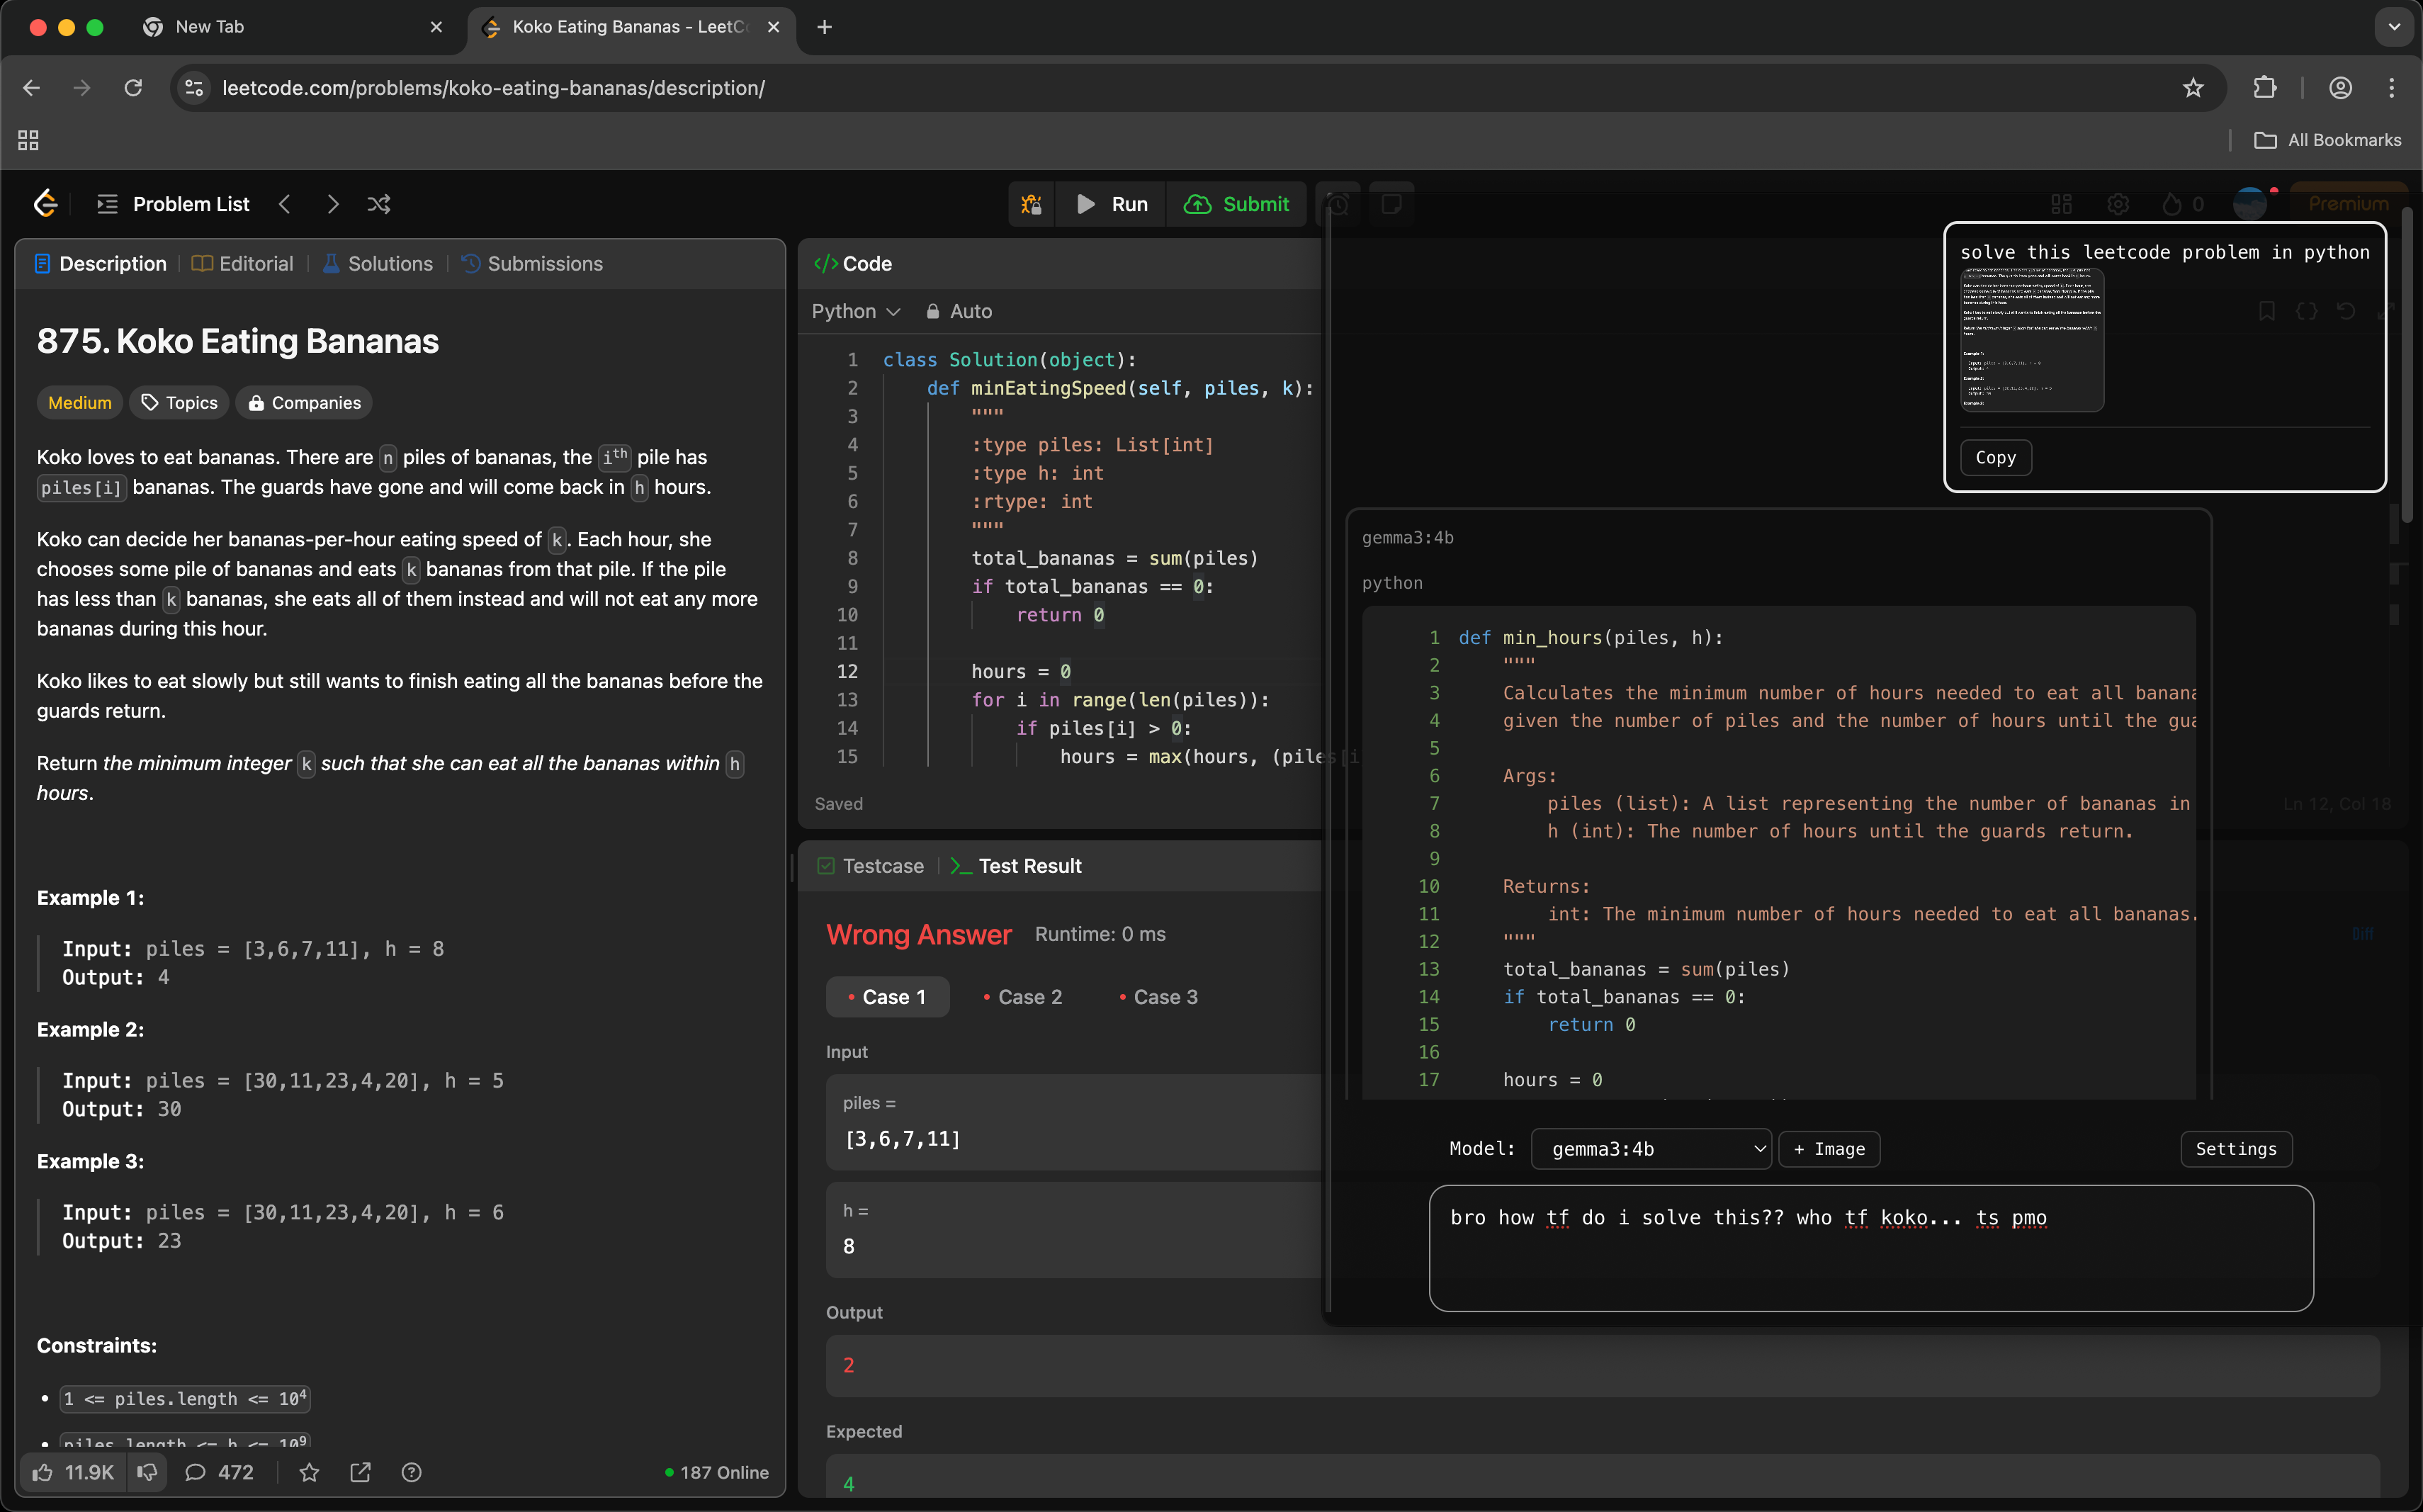 New Tab
Koko Eating Bananas - LeetCo
leetcode.com/problems/koko-eating-bananas/description/
All Bookmarks
Problem List
Run
Submit
0
Premium
Description
Editorial
Solutions
Submissions
875. Koko Eating Bananas
Medium
Topics
Companies
Koko loves to eat bananas. There are n piles of bananas, the ith pile has
piles[i] bananas. The guards have gone and will come back in h hours.
Koko can decide her bananas-per-hour eating speed of k. Each hour, she
chooses some pile of bananas and eats k bananas from that pile. If the pile
has less than k bananas, she eats all of them instead and will not eat any more
bananas during this hour.
Koko likes to eat slowly but still wants to finish eating all the bananas before the
guards return.
Return the minimum integer k such that she can eat all the bananas within h
hours.
Example 1:
Input: piles = [3,6,7,11], h = 8
Output: 4
Example 2:
Input: piles = [30,11,23,4,20], h = 5
Output: 30
Example 3:
Input: piles = [30,11,23,4,20], h = 6
Output: 23
Constraints:
• 1 <= piles.length <= 10^4
• piles.length <= h <= 10^9
11.9K
472
187 Online
</> Code
Python
Auto
1 class Solution(object):
2 def minEatingSpeed(self, piles, k):
3 """
4 :type piles: List[int]
5 :type h: int
6 :rtype: int
7 """
8 total_bananas = sum(piles)
9 if total_bananas == 0:
10 return 0
11
12 hours = 0
13 for i in range(len(piles)):
14 if piles[i] > 0:
15 hours = max(hours, (piles[i
Saved
Ln 12, Col 18
Testcase
>_ Test Result
Wrong Answer
Runtime: 0 ms
Diff
Case 1
Case 2
Case 3
Input
piles =
[3,6,7,11]
h =
8
Output
2
Expected
4
solve this leetcode problem in python
Copy
gemma3:4b
python
1 def min_hours(piles, h):
2 """
3 Calculates the minimum number of hours needed to eat all banana
4 given the number of piles and the number of hours until the gua
5
6 Args:
7 piles (list): A list representing the number of bananas in
8 h (int): The number of hours until the guards return.
9
10 Returns:
11 int: The minimum number of hours needed to eat all bananas.
12 """
13 total_bananas = sum(piles)
14 if total_bananas == 0:
15 return 0
16
17 hours = 0
Model:
gemma3:4b
+ Image
Settings
bro how tf do i solve this?? who tf koko... ts pmo